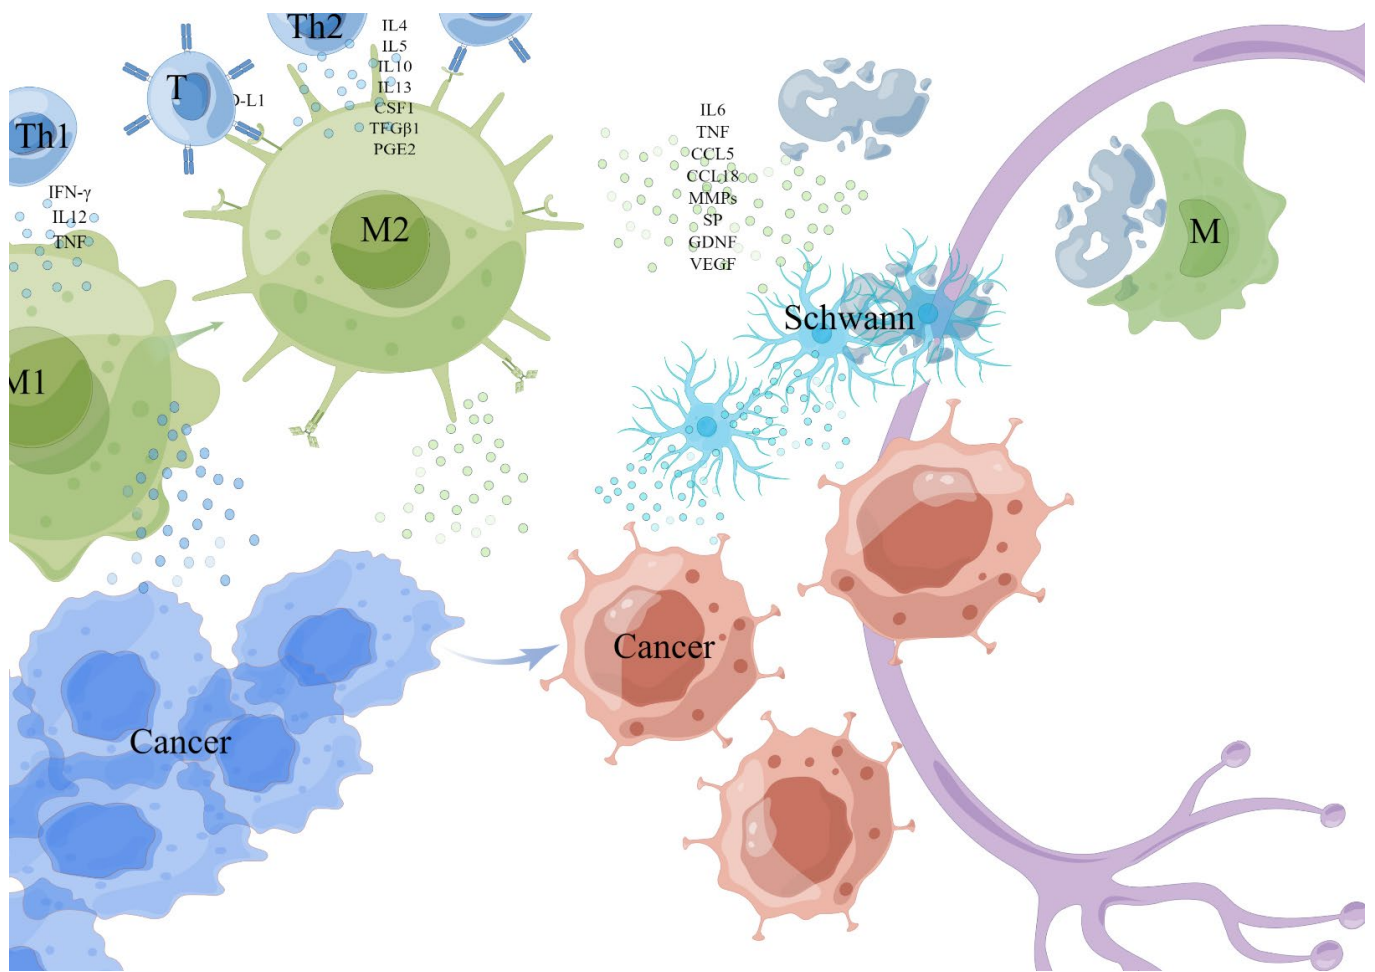 Th2
IL4
IL5
IL10
IL13
CSF1
TFGβ1
PGE2
T
D-L1
Th1
IFN-γ
IL12
TNF
M2
M1
IL6
TNF
CCL5
CCL18
MMPs
SP
GDNF
VEGF
M
Schwann
Cancer
Cancer